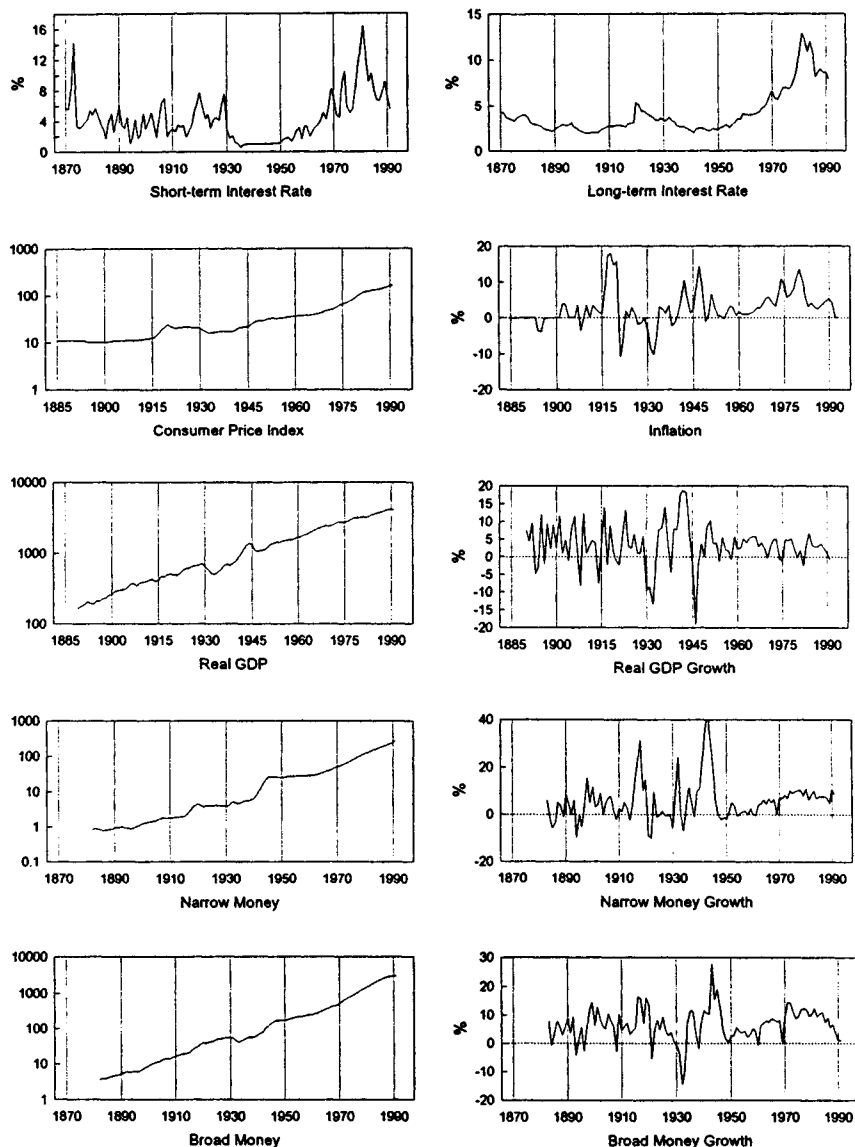 16
12
8
4
0
%
1870 1890 1910 1930 1950 1970 1990
Short-term Interest Rate
15
10
5
0
%
1870 1890 1910 1930 1950 1970 1990
Long-term Interest Rate
1000
100
10
1
1885 1900 1915 1930 1945 1960 1975 1990
Consumer Price Index
20
10
0
-10
-20
%
1885 1900 1915 1930 1945 1960 1975 1990
Inflation
10000
1000
100
1885 1900 1915 1930 1945 1960 1975 1990
Real GDP
20
15
10
5
0
-5
-10
-15
-20
%
1885 1900 1915 1930 1945 1960 1975 1990
Real GDP Growth
1000
100
10
1
0.1
1870 1890 1910 1930 1950 1970 1990
Narrow Money
40
20
0
-20
%
1870 1890 1910 1930 1950 1970 1990
Narrow Money Growth
10000
1000
100
10
1
1870 1890 1910 1930 1950 1970 1990
Broad Money
30
20
10
0
-10
-20
%
1870 1890 1910 1930 1950 1970 1990
Broad Money Growth